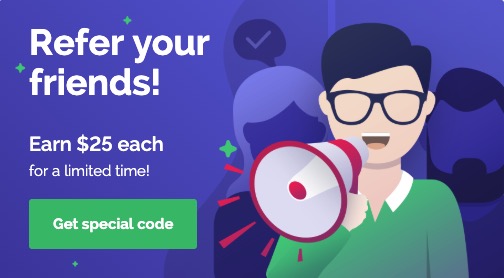 Refer your
friends!
Earn $25 each
for a limited time!
Get special code